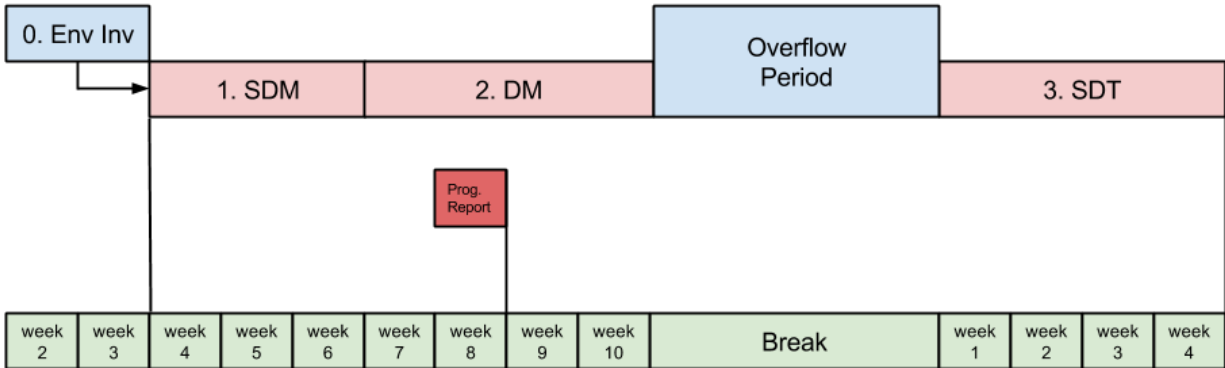 0. Env Inv
Overflow
Period
1. SDM
2. DM
3. SDT
Prog.
Report
week
2
week
3
week
4
week
5
week
6
week
7
week
8
week
9
week
10
Break
week
1
week
2
week
3
week
4